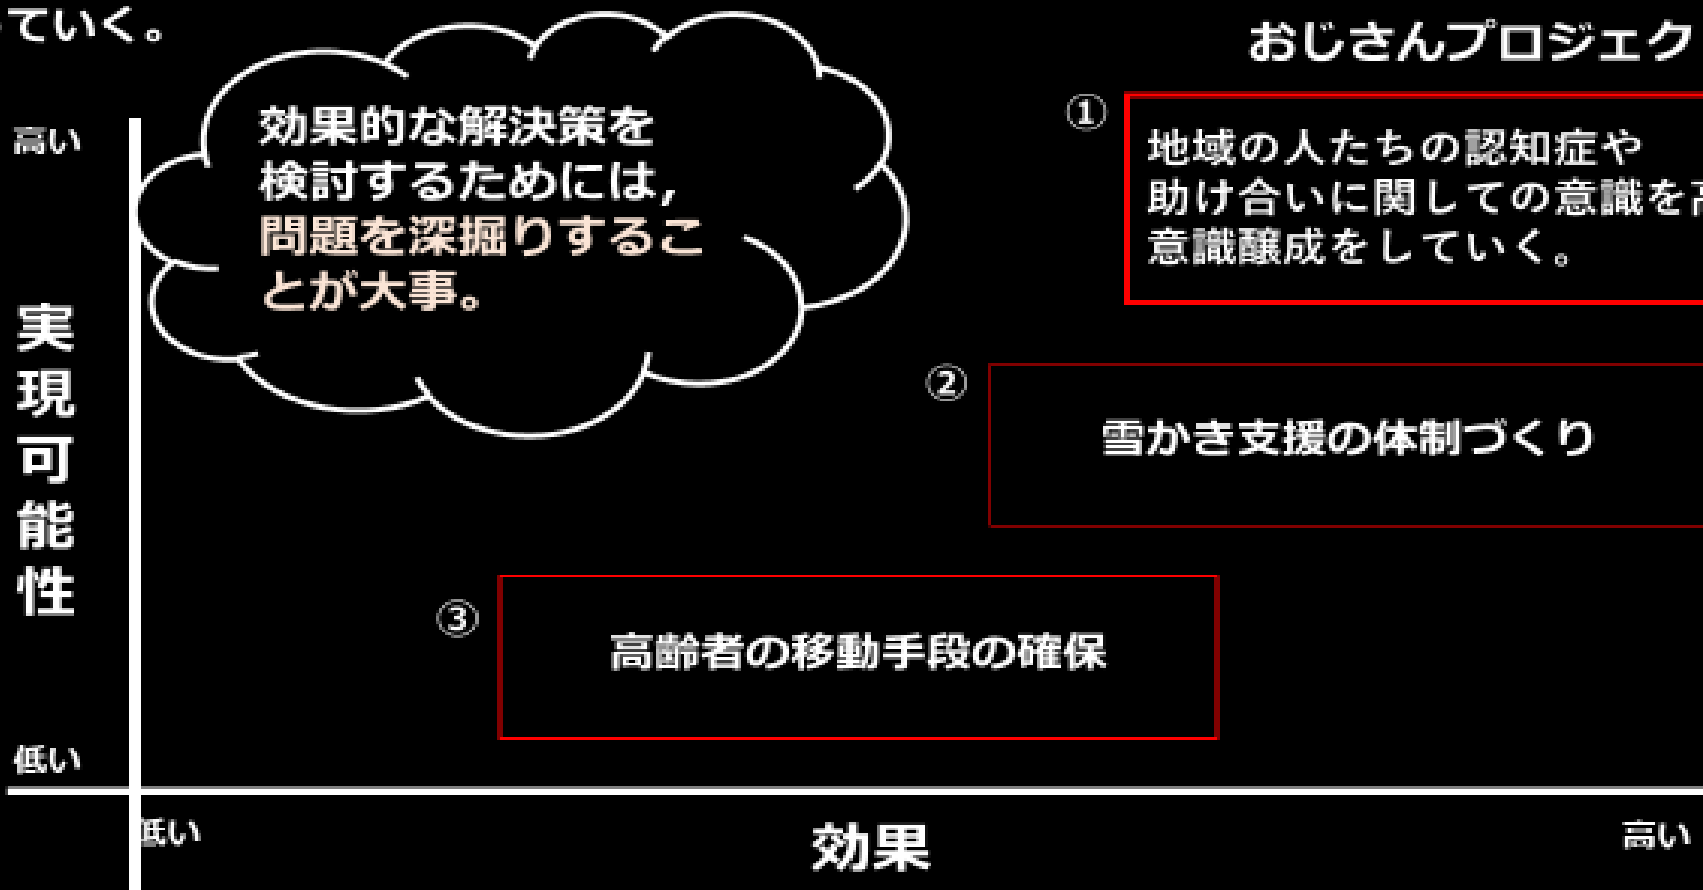 ていく。
おじさんプロジェク
高い
効果的な解決策を
検討するためには,
問題を深掘りするこ
とが大事。
①
地域の人たちの認知症や
助け合いに関しての意識を高
意識醸成をしていく。
実現可能性
②
雪かき支援の体制づくり
③
高齢者の移動手段の確保
低い
低い
効果
高い